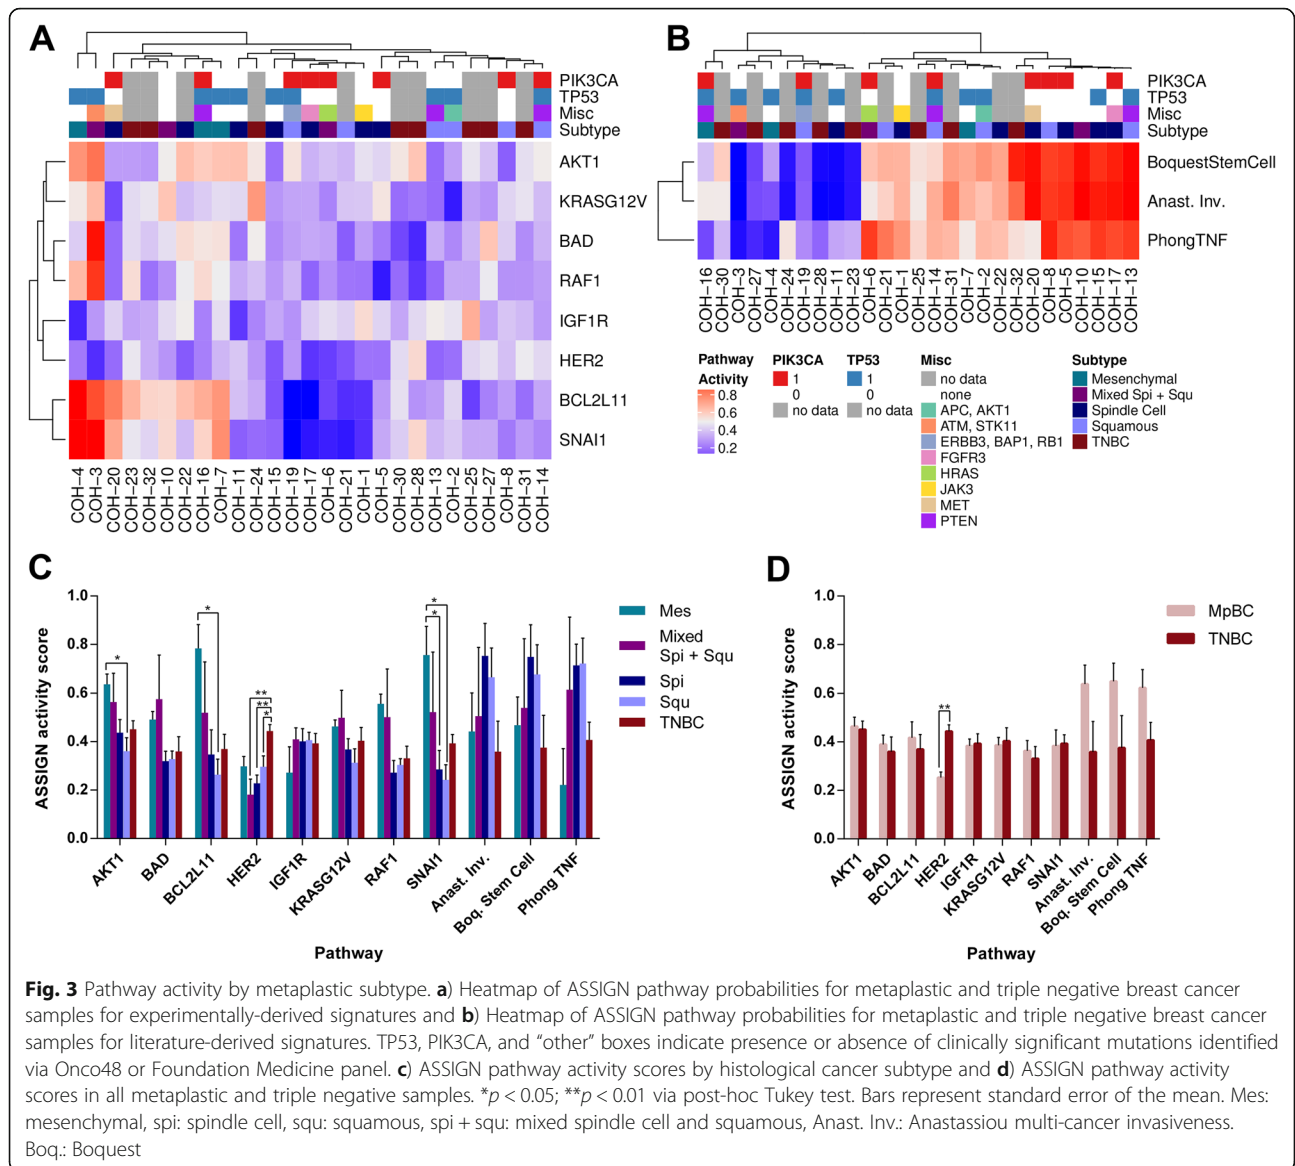 A
B
PIK3CA
TP53
Misc
Subtype
AKT1
KRASG12V
BAD
RAF1
IGF1R
HER2
BCL2L11
SNAI1
COH-4
COH-3
COH-20
COH-23
COH-32
COH-10
COH-22
COH-16
COH-7
COH-11
COH-24
COH-15
COH-19
COH-17
COH-6
COH-21
COH-1
COH-5
COH-30
COH-28
COH-13
COH-2
COH-25
COH-27
COH-8
COH-31
COH-14
PIK3CA
TP53
Misc
Subtype
BoquestStemCell
Anast. Inv.
PhongTNF
COH-16
COH-30
COH-3
COH-27
COH-4
COH-24
COH-19
COH-28
COH-11
COH-23
COH-6
COH-21
COH-1
COH-25
COH-14
COH-31
COH-7
COH-2
COH-22
COH-32
COH-20
COH-8
COH-5
COH-10
COH-15
COH-17
COH-13
Pathway
Activity
0.8
0.6
0.4
0.2
PIK3CA
1
0
no data
TP53
1
0
no data
Misc
no data
none
APC, AKT1
ATM, STK11
ERBB3, BAP1, RB1
FGFR3
HRAS
JAK3
MET
PTEN
Subtype
Mesenchymal
Mixed Spi + Squ
Spindle Cell
Squamous
TNBC
C
ASSIGN activity score
1.0
0.8
0.6
0.4
0.2
0.0
*
*
**
**
*
*
*
AKT1
BAD
BCL2L11
HER2
IGF1R
KRASG12V
RAF1
SNAI1
Anast. Inv.
Boq. Stem Cell
Phong TNF
Pathway
Mes
Mixed
Spi + Squ
Spi
Squ
TNBC
D
ASSIGN activity score
1.0
0.8
0.6
0.4
0.2
0.0
**
AKT1
BAD
BCL2L11
HER2
IGF1R
KRASG12V
RAF1
SNAI1
Anast. Inv.
Boq. Stem Cell
Phong TNF
Pathway
MpBC
TNBC
Fig. 3 Pathway activity by metaplastic subtype. a) Heatmap of ASSIGN pathway probabilities for metaplastic and triple negative breast cancer
samples for experimentally-derived signatures and b) Heatmap of ASSIGN pathway probabilities for metaplastic and triple negative breast cancer
samples for literature-derived signatures. TP53, PIK3CA, and “other” boxes indicate presence or absence of clinically significant mutations identified
via Onco48 or Foundation Medicine panel. c) ASSIGN pathway activity scores by histological cancer subtype and d) ASSIGN pathway activity
scores in all metaplastic and triple negative samples. *p < 0.05; **p < 0.01 via post-hoc Tukey test. Bars represent standard error of the mean. Mes:
mesenchymal, spi: spindle cell, squ: squamous, spi + squ: mixed spindle cell and squamous, Anast. Inv.: Anastassiou multi-cancer invasiveness.
Boq.: Boquest